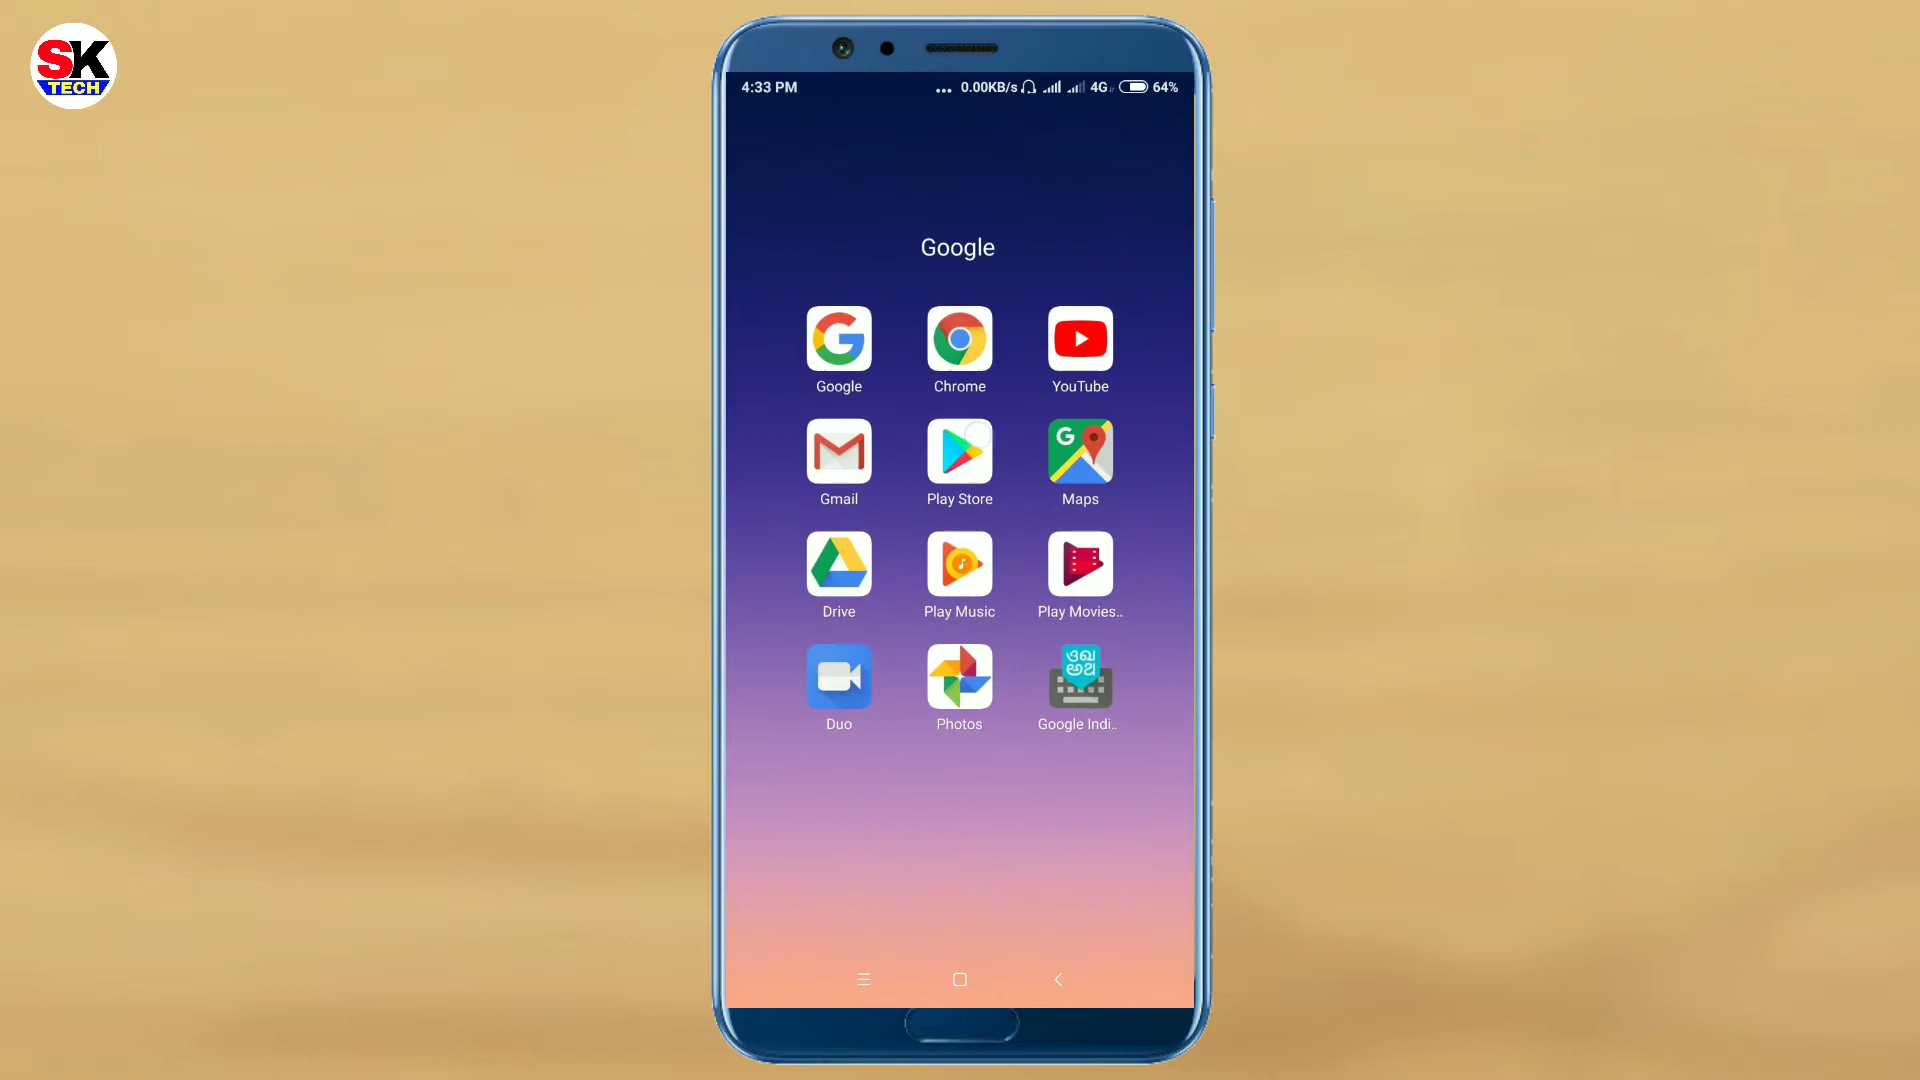 SK
TECH
4:33 PM
... 0.00KB/s 4G 64%
Google
Google
Chrome
YouTube
Gmail
Play Store
G
Maps
Drive
Play Music
Play Movies..
Duo
Photos
Google Indi..